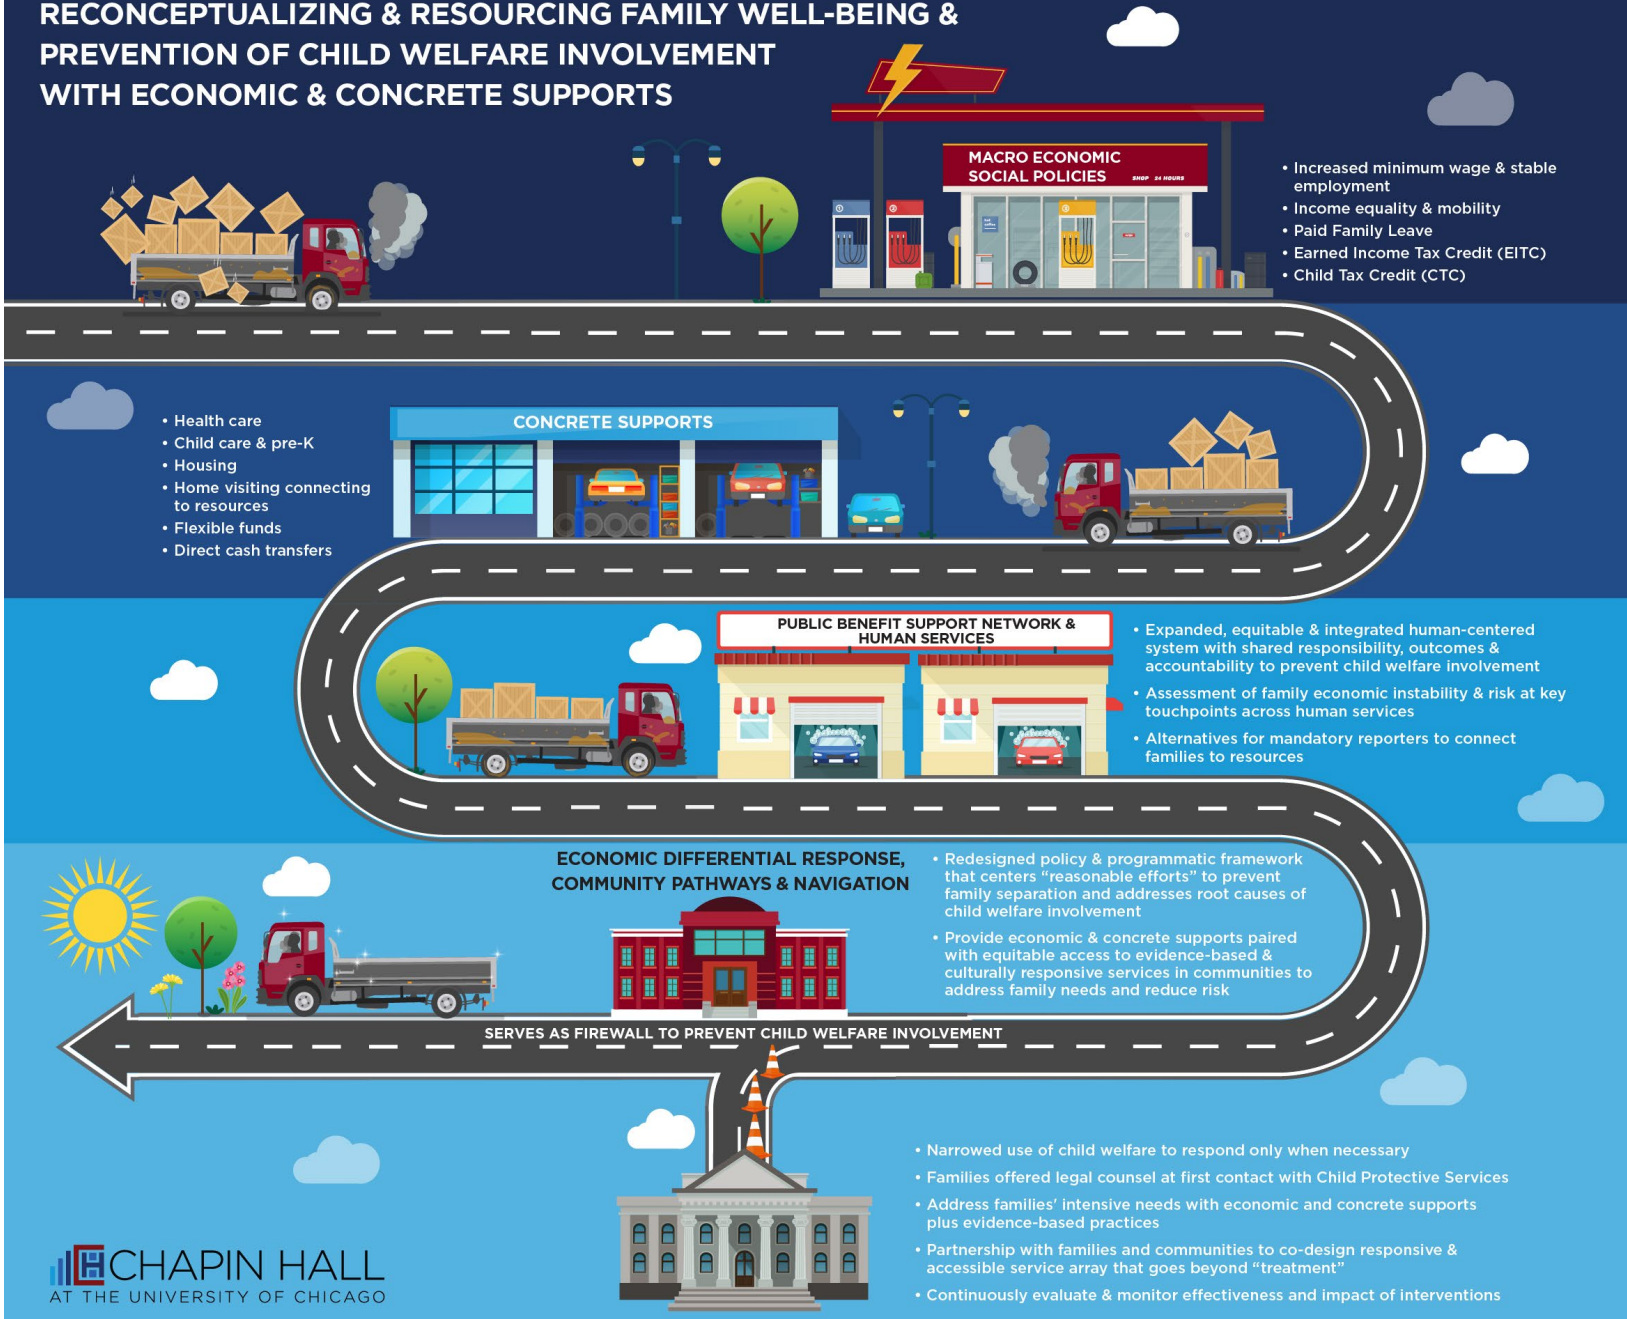 RECONCEPTUALIZING & RESOURCING FAMILY WELL-BEING &
PREVENTION OF CHILD WELFARE INVOLVEMENT
WITH ECONOMIC & CONCRETE SUPPORTS
MACRO ECONOMIC
SOCIAL POLICIES
SHOP 24 HOURS
• Increased minimum wage & stable
employment
• Income equality & mobility
• Paid Family Leave
• Earned Income Tax Credit (EITC)
• Child Tax Credit (CTC)
• Health care
• Child care & pre-K
• Housing
• Home visiting connecting
to resources
• Flexible funds
• Direct cash transfers
CONCRETE SUPPORTS
PUBLIC BENEFIT SUPPORT NETWORK &
HUMAN SERVICES
• Expanded, equitable & integrated human-centered
system with shared responsibility, outcomes &
accountability to prevent child welfare involvement
• Assessment of family economic instability & risk at key
touchpoints across human services
• Alternatives for mandatory reporters to connect
families to resources
ECONOMIC DIFFERENTIAL RESPONSE,
COMMUNITY PATHWAYS & NAVIGATION
• Redesigned policy & programmatic framework
that centers “reasonable efforts” to prevent
family separation and addresses root causes of
child welfare involvement
• Provide economic & concrete supports paired
with equitable access to evidence-based &
culturally responsive services in communities to
address family needs and reduce risk
SERVES AS FIREWALL TO PREVENT CHILD WELFARE INVOLVEMENT
• Narrowed use of child welfare to respond only when necessary
• Families offered legal counsel at first contact with Child Protective Services
• Address families’ intensive needs with economic and concrete supports
plus evidence-based practices
• Partnership with families and communities to co-design responsive &
accessible service array that goes beyond “treatment”
• Continuously evaluate & monitor effectiveness and impact of interventions
CHAPIN HALL
AT THE UNIVERSITY OF CHICAGO